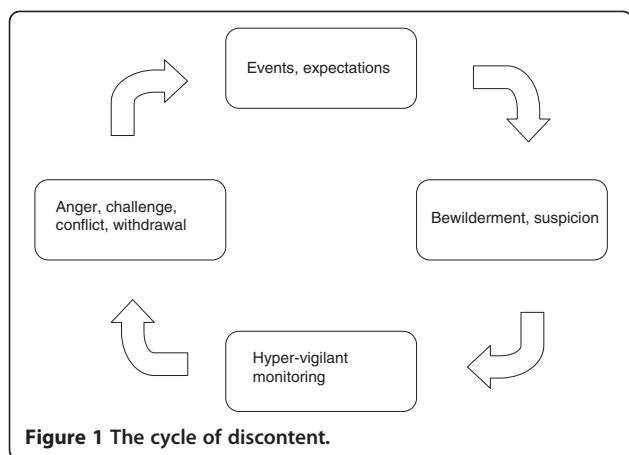 Events, expectations
Anger, challenge,
conflict, withdrawal
Bewilderment, suspicion
Hyper-vigilant
monitoring
Figure 1 The cycle of discontent.